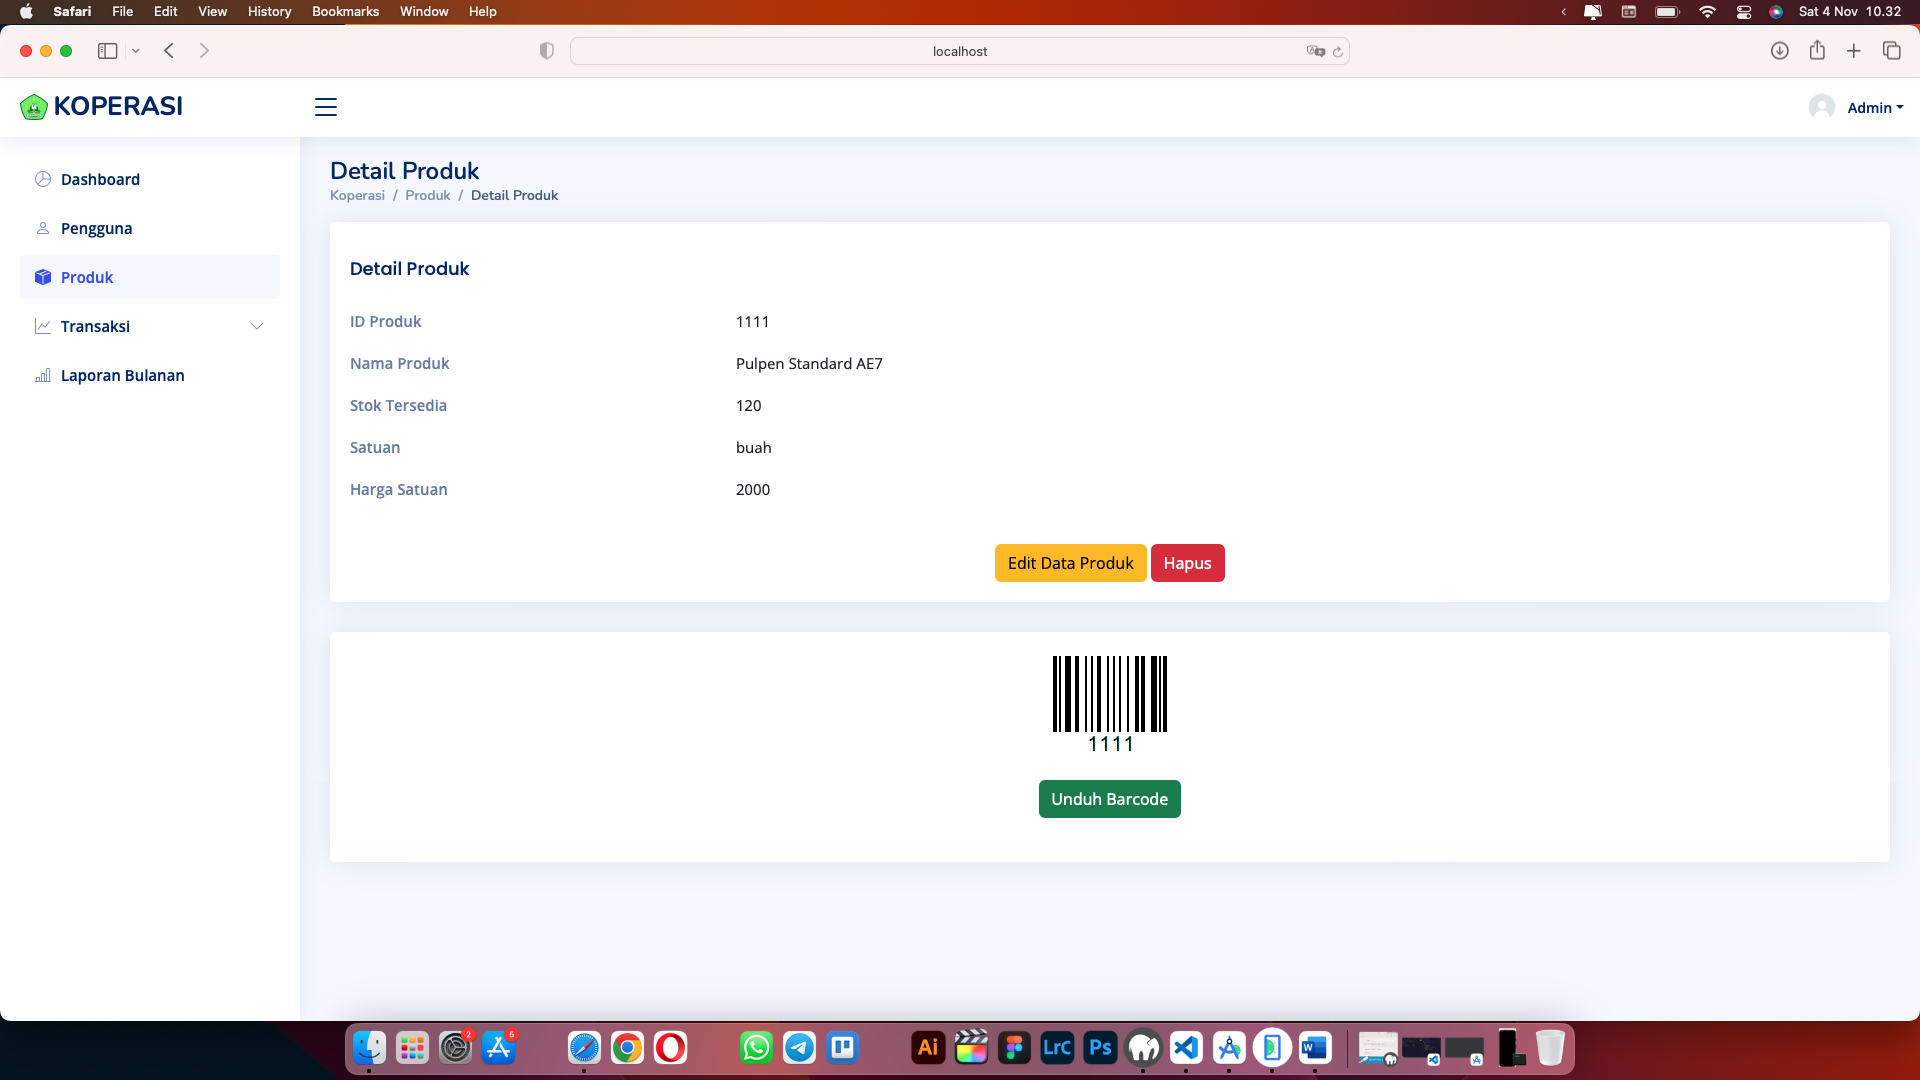 Safari File Edit View History Bookmarks Window Help Sat 4 Nov 10.32
localhost
KOPERASI
Admin
Dashboard
Pengguna
Produk
Transaksi
Laporan Bulanan
Detail Produk
Koperasi / Produk / Detail Produk
Detail Produk
ID Produk 1111
Nama Produk Pulpen Standard AE7
Stok Tersedia 120
Satuan buah
Harga Satuan 2000
Edit Data Produk Hapus
1111
Unduh Barcode
2 5
Ai LrC Ps W